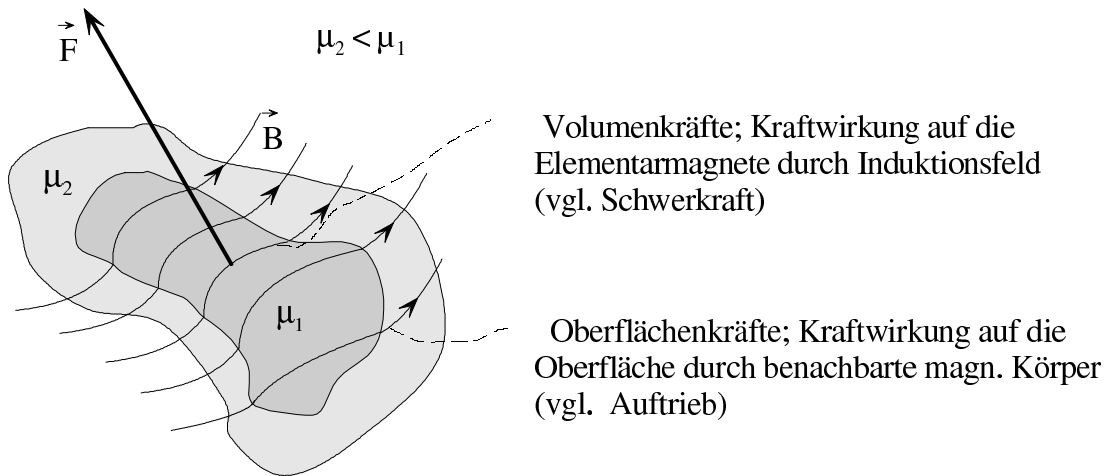 F
μ₂ < μ₁
B
μ₂
μ₁
Volumenkräfte; Kraftwirkung auf die
Elementarmagnete durch Induktionsfeld
(vgl. Schwerkraft)
Oberflächenkräfte; Kraftwirkung auf die
Oberfläche durch benachbarte magn. Körper
(vgl. Auftrieb)